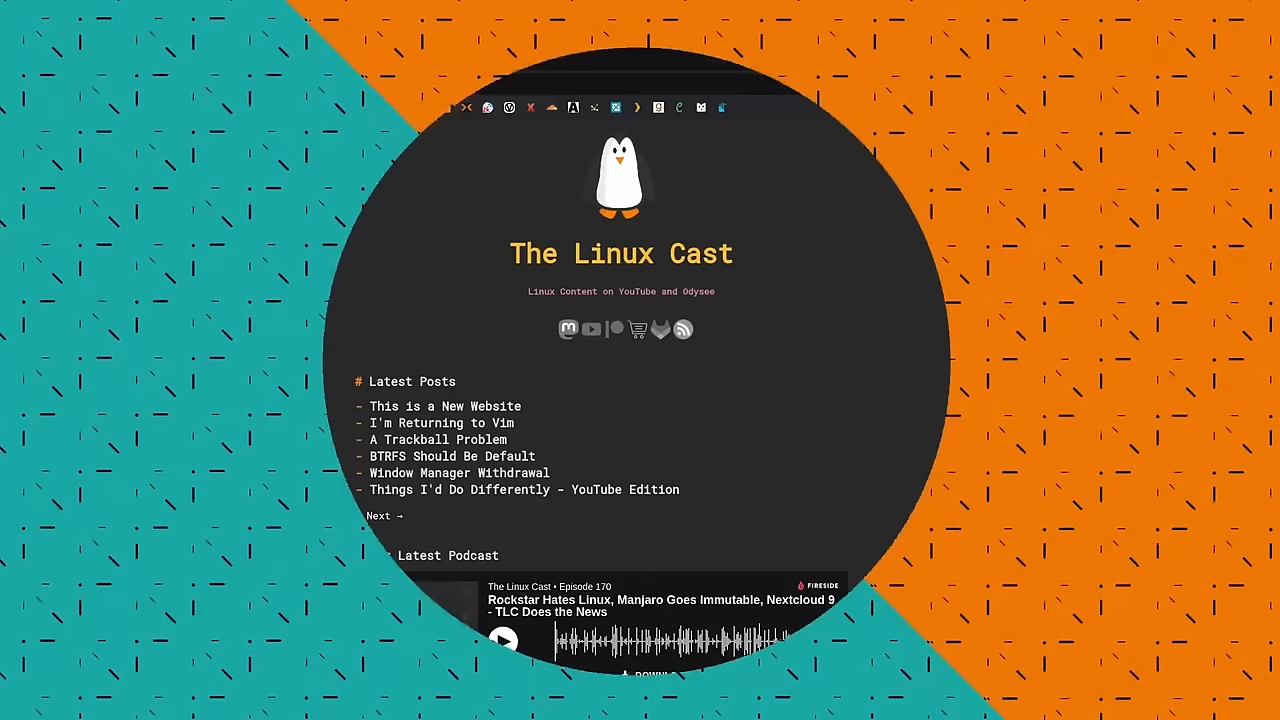 The Linux Cast
Linux Content on YouTube and Odysee
# Latest Posts
- This is a New Website
- I'm Returning to Vim
- A Trackball Problem
- BTRFS Should Be Default
- Window Manager Withdrawal
- Things I'd Do Differently - YouTube Edition
Next →
Latest Podcast
The Linux Cast • Episode 170
FIRESIDE
Rockstar Hates Linux, Manjaro Goes Immutable, Nextcloud 9
- TLC Does the News